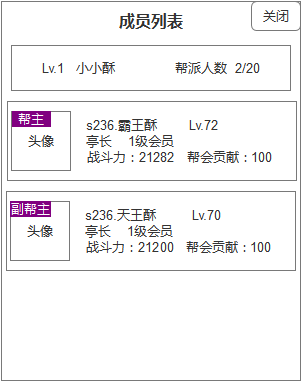 成员列表 关闭
Lv.1 小小酥 帮派人数 2/20
帮主
头像
s236.霸王酥 Lv.72
亭长 1级会员
战斗力：21282 帮会贡献：100
副帮主
头像
s236.天王酥 Lv.70
亭长 1级会员
战斗力：21200 帮会贡献：100